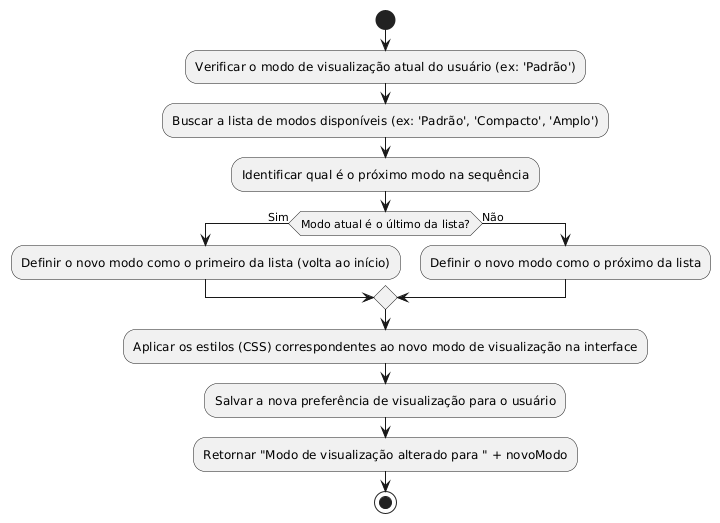 Verificar o modo de visualização atual do usuário (ex: 'Padrão')
Buscar a lista de modos disponíveis (ex: 'Padrão', 'Compacto', 'Amplo')
Identificar qual é o próximo modo na sequência
Sim
Modo atual é o último da lista?
Não
Definir o novo modo como o primeiro da lista (volta ao início)
Definir o novo modo como o próximo da lista
Aplicar os estilos (CSS) correspondentes ao novo modo de visualização na interface
Salvar a nova preferência de visualização para o usuário
Retornar "Modo de visualização alterado para " + novoModo